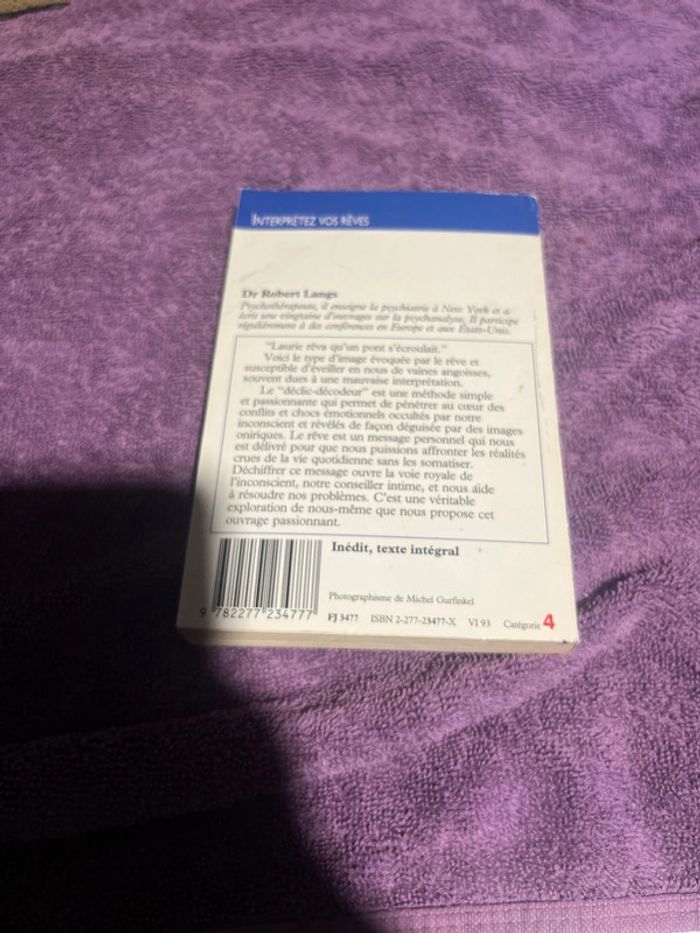 INTERPRÉTEZ VOS RÊVES
Dr Robert Langs
Psychothérapeute, il enseigne la psychiatrie à New York et a
écrit une vingtaine d'ouvrages sur la psychanalyse. Il participe
régulièrement à des conférences en Europe et aux États-Unis.
"Laurie rêva qu'un pont s'écroulait."
Voici le type d'image évoquée par le rêve et
susceptible d'éveiller en nous de vaines angoisses,
souvent dues à une mauvaise interprétation.
Le "déclic-décodeur" est une méthode simple
et passionnante qui permet de pénétrer au cœur des
conflits et chocs émotionnels occultés par notre
inconscient et révélés de façon déguisée par des images
oniriques. Le rêve est un message personnel qui nous
est délivré pour que nous puissions affronter les réalités
crues de la vie quotidienne sans les somatiser.
Déchiffrer ce message ouvre la voie royale de
l'inconscient, notre conseiller intime, et nous aide
à résoudre nos problèmes. C'est une véritable
exploration de nous-même que nous propose cet
ouvrage passionnant.
Inédit, texte intégral
Photographisme de Michel Gurfinkel
9 782277 234777
FJ 3477 ISBN 2-277-23477-X VI 93 Catégorie 4